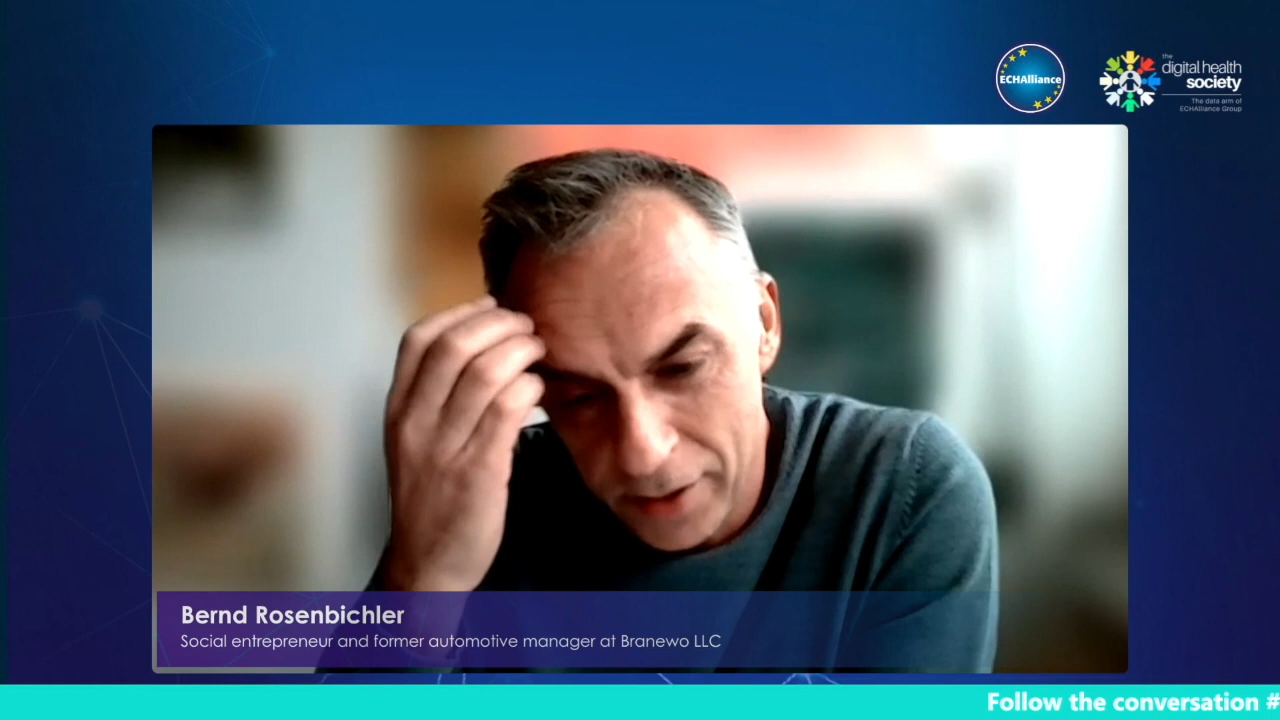 ECHAlliance
the
digital health
society
The data arm of
ECHAlliance Group
Bernd Rosenbichler
Social entrepreneur and former automotive manager at Branewo LLC
Follow the conversation #